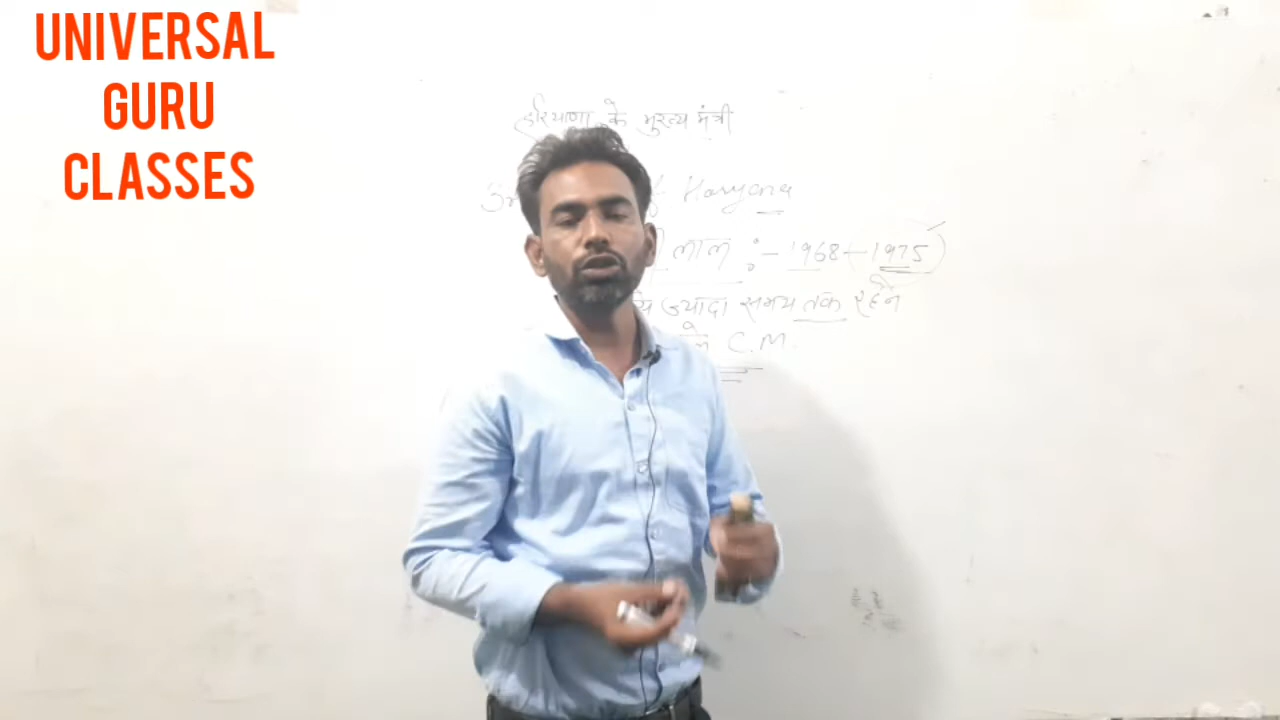 UNIVERSAL
GURU
CLASSES
हरियाणा के मुख्य मंत्री
Haryana
लाल :- 1968 - 1975
ज्यादा समय तक रहने
C.M.